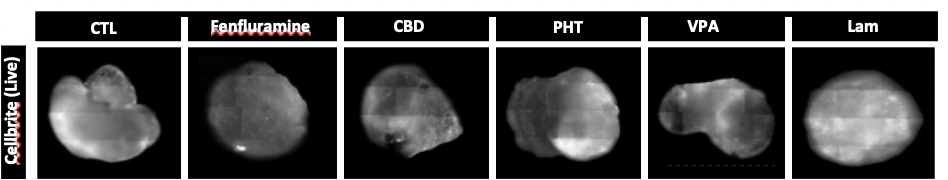 CTL
Fenfluramine
CBD
PHT
VPA
Lam
Cellbrite (Live)